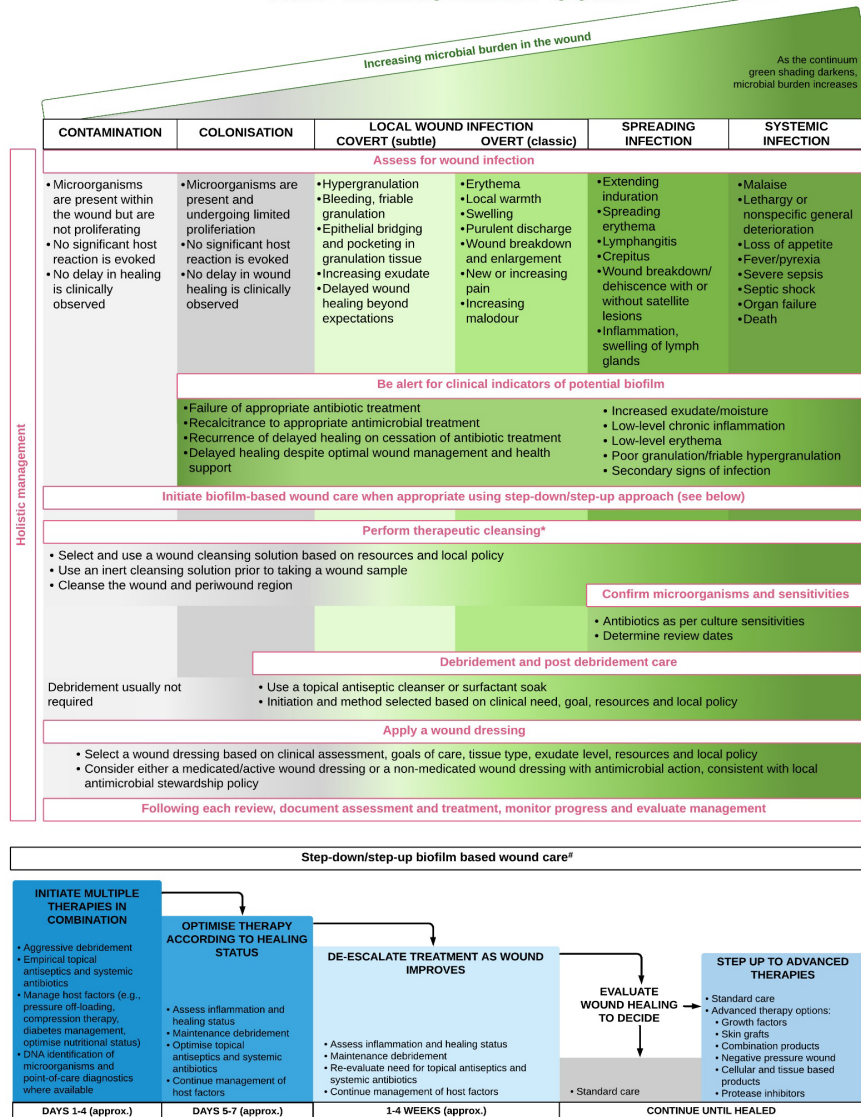 Increasing microbial burden in the wound
As the continuum
green shading darkens,
microbial burden increases
CONTAMINATION
COLONISATION
LOCAL WOUND INFECTION
COVERT (subtle)
OVERT (classic)
SPREADING
INFECTION
SYSTEMIC
INFECTION
Holistic management
Assess for wound infection
• Microorganisms
are present within
the wound but are
not proliferating
• No significant host
reaction is evoked
• No delay in healing
is clinically
observed
•Microorganisms are
present and
undergoing limited
proliferiation
•No significant host
reaction is evoked
•No delay in wound
healing is clinically
observed
•Hypergranulation
•Bleeding, friable
granulation
•Epithelial bridging
and pocketing in
granulation tissue
•Increasing exudate
•Delayed wound
healing beyond
expectations
•Erythema
•Local warmth
•Swelling
•Purulent discharge
•Wound breakdown
and enlargement
•New or increasing
pain
•Increasing
malodour
•Extending
induration
•Spreading
erythema
•Lymphangitis
•Crepitus
•Wound breakdown/
dehiscence with or
without satellite
lesions
•Inflammation,
swelling of lymph
glands
•Malaise
•Lethargy or
nonspecific general
deterioration
•Loss of appetite
•Fever/pyrexia
•Severe sepsis
•Septic shock
•Organ failure
•Death
Be alert for clinical indicators of potential biofilm
•Failure of appropriate antibiotic treatment
•Recalcitrance to appropriate antimicrobial treatment
•Recurrence of delayed healing on cessation of antibiotic treatment
•Delayed healing despite optimal wound management and health
support
• Increased exudate/moisture
• Low-level chronic inflammation
• Low-level erythema
• Poor granulation/friable hypergranulation
• Secondary signs of infection
Initiate biofilm-based wound care when appropriate using step-down/step-up approach (see below)
Perform therapeutic cleansing*
• Select and use a wound cleansing solution based on resources and local policy
• Use an inert cleansing solution prior to taking a wound sample
• Cleanse the wound and periwound region
Confirm microorganisms and sensitivities
• Antibiotics as per culture sensitivities
• Determine review dates
Debridement and post debridement care
Debridement usually not
required
• Use a topical antiseptic cleanser or surfactant soak
• Initiation and method selected based on clinical need, goal, resources and local policy
Apply a wound dressing
• Select a wound dressing based on clinical assessment, goals of care, tissue type, exudate level, resources and local policy
• Consider either a medicated/active wound dressing or a non-medicated wound dressing with antimicrobial action, consistent with local
antimicrobial stewardship policy
Following each review, document assessment and treatment, monitor progress and evaluate management
Step-down/step-up biofilm based wound care#
INITIATE MULTIPLE
THERAPIES IN
COMBINATION
• Aggressive debridement
• Empirical topical
antiseptics and systemic
antibiotics
• Manage host factors (e.g.,
pressure off-loading,
compression therapy,
diabetes management,
optimise nutritional status)
• DNA identification of
microorganisms and
point-of-care diagnostics
where available
DAYS 1-4 (approx.)
OPTIMISE THERAPY
ACCORDING TO HEALING
STATUS
• Assess inflammation and
healing status
• Maintenance debridement
• Optimise topical
antiseptics and systemic
antibiotics
• Continue management of
host factors
DAYS 5-7 (approx.)
DE-ESCALATE TREATMENT AS WOUND
IMPROVES
• Assess inflammation and healing status
• Maintenance debridement
• Re-evaluate need for topical antiseptics and
systemic antibiotics
• Continue management of host factors
1-4 WEEKS (approx.)
EVALUATE
WOUND HEALING
TO DECIDE
• Standard care
STEP UP TO ADVANCED
THERAPIES
• Standard care
• Advanced therapy options:
• Growth factors
• Skin grafts
• Combination products
• Negative pressure wound
• Cellular and tissue based
products
• Protease inhibitors
CONTINUE UNTIL HEALED